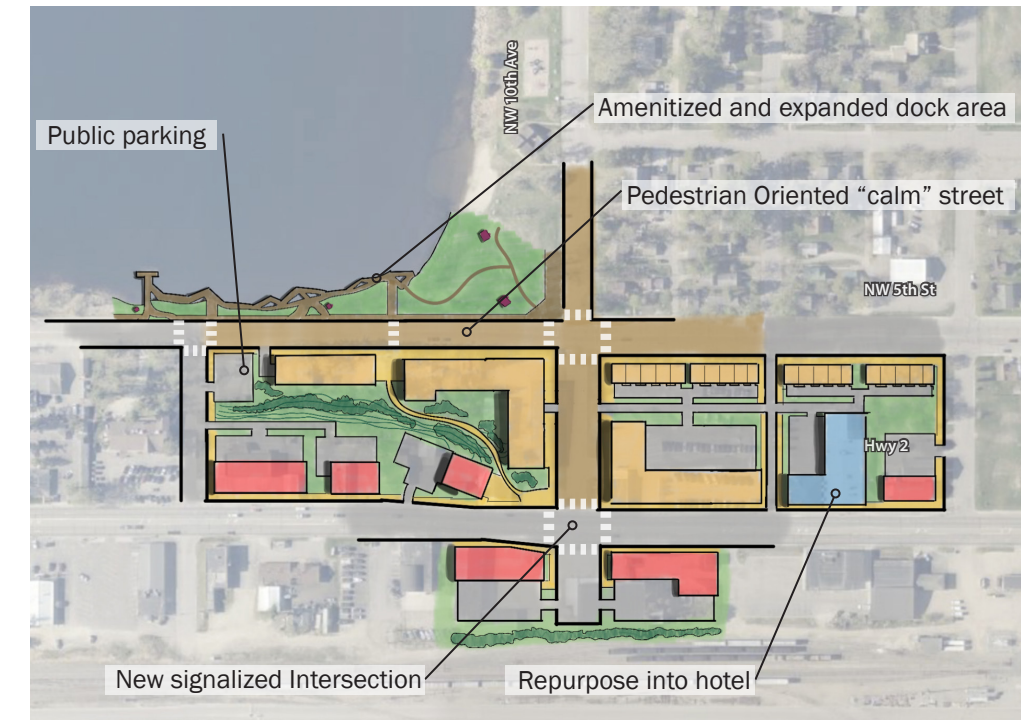 NW 10th Ave
Amenitized and expanded dock area
Public parking
Pedestrian Oriented “calm” street
NW 5th St
Hwy 2
New signalized Intersection
Repurpose into hotel